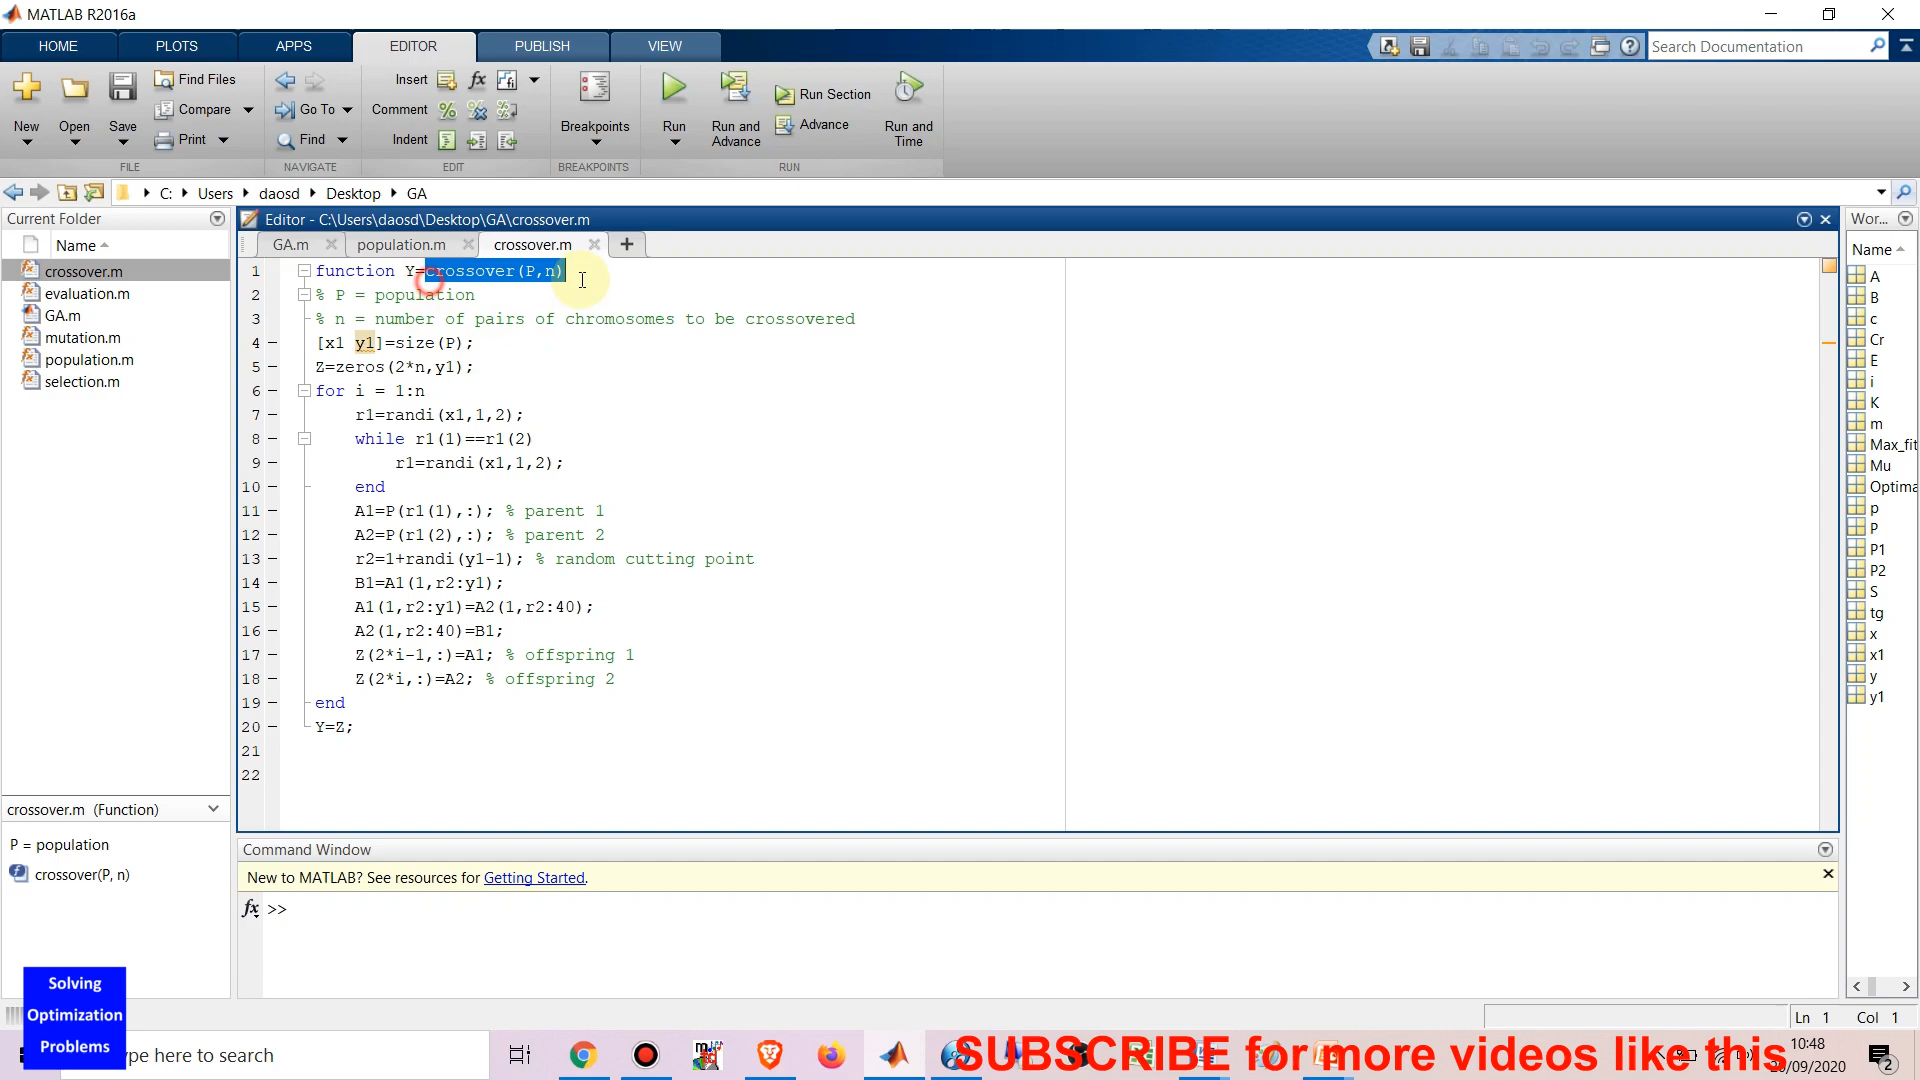 MATLAB R2016a
HOME PLOTS APPS EDITOR PUBLISH VIEW
Search Documentation
New Open Save
Find Files
Compare
Print
FILE
Go To
Find
NAVIGATE
Insert fx
Comment
Indent
EDIT
Breakpoints
BREAKPOINTS
Run
Run and Advance
Run Section
Advance
Run and Time
RUN
C: Users daosd Desktop GA
Current Folder
Name
crossover.m
evaluation.m
GA.m
mutation.m
population.m
selection.m
crossover.m (Function)
P = population
crossover(P, n)
Editor - C:\Users\daosd\Desktop\GA\crossover.m
GA.m population.m crossover.m
1 function Y=crossover(P,n)
2 % P = population
3 % n = number of pairs of chromosomes to be crossovered
4 - [x1 y1]=size(P);
5 - Z=zeros(2*n,y1);
6 - for i = 1:n
7 - r1=randi(x1,1,2);
8 - while r1(1)==r1(2)
9 - r1=randi(x1,1,2);
10 - end
11 - A1=P(r1(1),:); % parent 1
12 - A2=P(r1(2),:); % parent 2
13 - r2=1+randi(y1-1); % random cutting point
14 - B1=A1(1,r2:y1);
15 - A1(1,r2:y1)=A2(1,r2:40);
16 - A2(1,r2:40)=B1;
17 - Z(2*i-1,:)=A1; % offspring 1
18 - Z(2*i,:)=A2; % offspring 2
19 - end
20 - Y=Z;
21
22
Command Window
New to MATLAB? See resources for Getting Started.
fx >>
Wor...
Name
A
B
c
Cr
E
i
K
m
Max_fit
Mu
Optima
p
P
P1
P2
S
tg
x
x1
y
y1
Ln 1 Col 1
Solving
Optimization
Problems
ype here to search
SUBSCRIBE for more videos like this
10:48
/09/2020
2